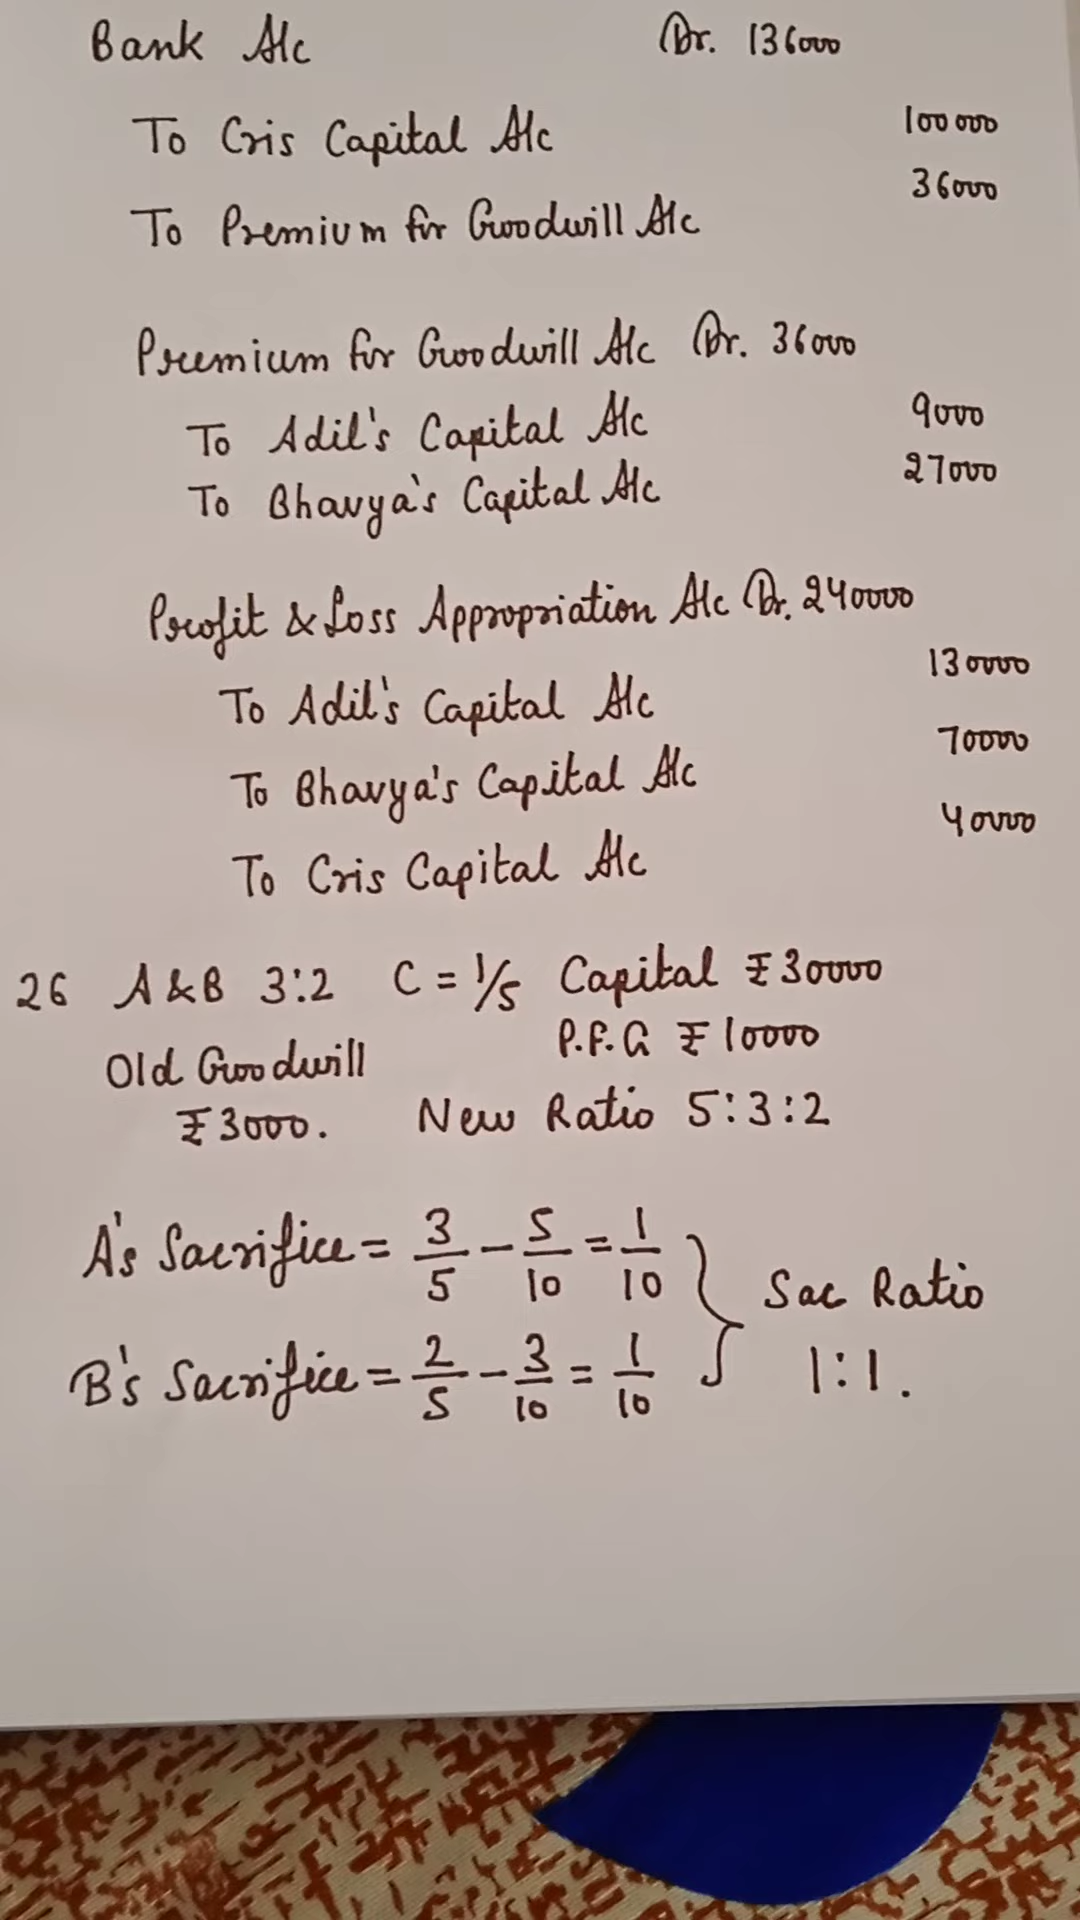 Bank A/c Dr. 136000
To Cris Capital A/c 100000
To Premium for Goodwill A/c 36000
Premium for Goodwill A/c Dr. 36000
To Adil's Capital A/c 9000
To Bhavya's Capital A/c 27000
Profit & Loss Appropriation A/c Dr. 240000
To Adil's Capital A/c 130000
To Bhavya's Capital A/c 70000
To Cris Capital A/c 40000
26 A & B 3:2 C = 1/5 Capital ₹30000
Old Goodwill P.F.G ₹10000
₹3000. New Ratio 5:3:2
A's Sacrifice = 3/5 - 5/10 = 1/10 } Sac Ratio
B's Sacrifice = 2/5 - 3/10 = 1/10 1:1.